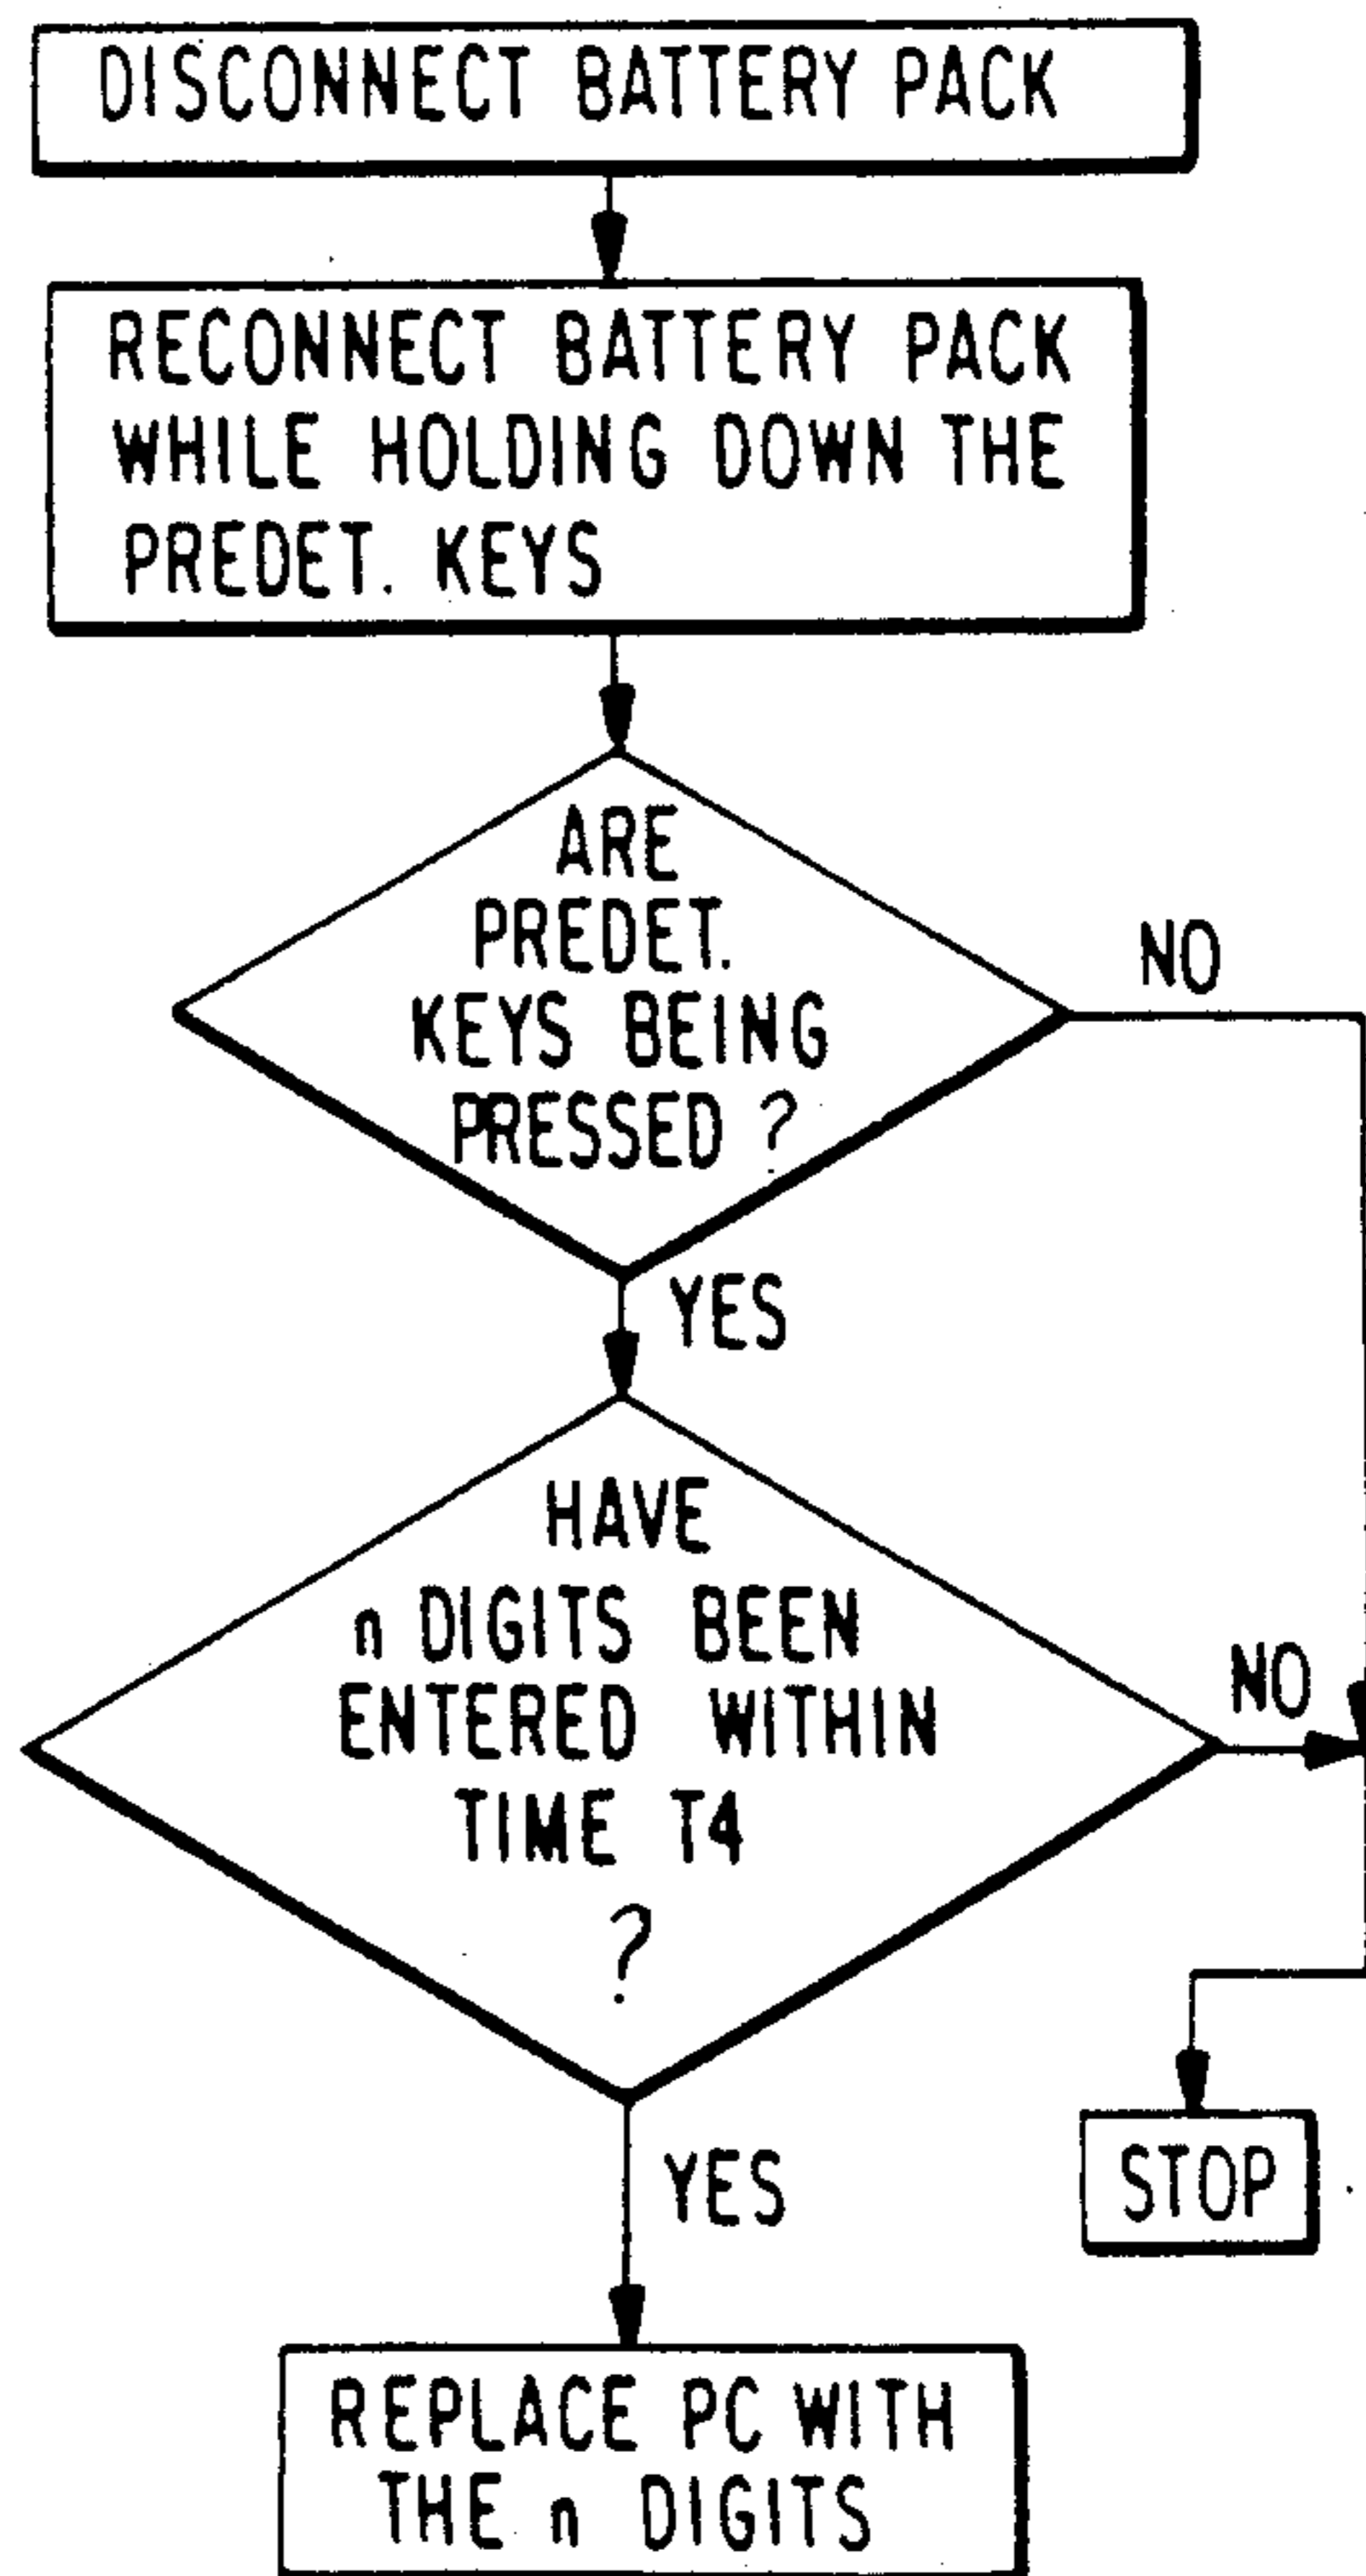 DISCONNECT BATTERY PACK
RECONNECT BATTERY PACK
WHILE HOLDING DOWN THE
PREDET. KEYS
ARE
PREDET.
KEYS BEING
PRESSED ?
NO
YES
HAVE
n DIGITS BEEN
ENTERED WITHIN
TIME T4
?
NO
YES
STOP
REPLACE PC WITH
THE n DIGITS